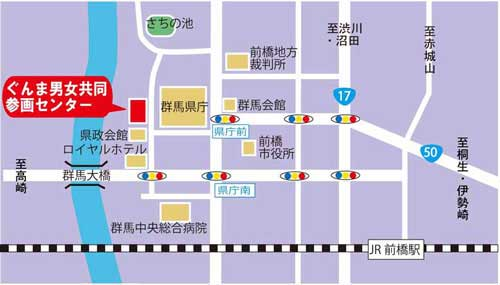 さちの池
至渋川
・沼田
至赤城山
前橋地方
裁判所
ぐんま男女共同
参画センター
群馬県庁
群馬会館
17
県政会館
ロイヤルホテル
県庁前
前橋
市役所
50
至桐生・伊勢崎
至高崎
群馬大橋
県庁南
群馬中央総合病院
JR 前橋駅